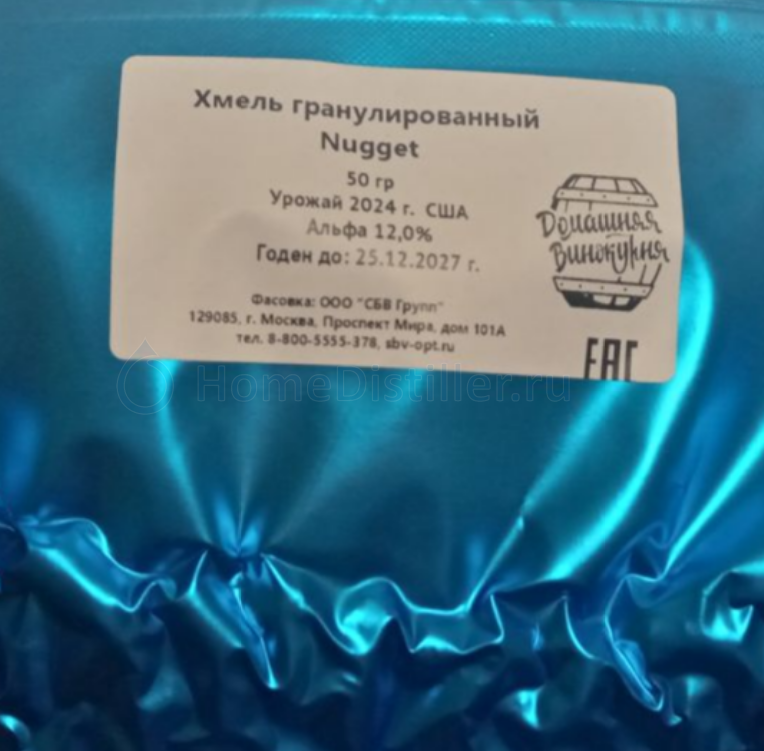 Хмель гранулированный
Nugget
50 гр
Урожай 2024 г. США
Альфа 12,0%
Годен до: 25.12.2027 г.
Домашняя
Винокурня
Фасовка: ООО "СБВ Групп"
129085, г. Москва, Проспект Мира, дом 101А
тел. 8-800-5555-378, sbv-opt.ru
EAC
HomeDistiller.ru